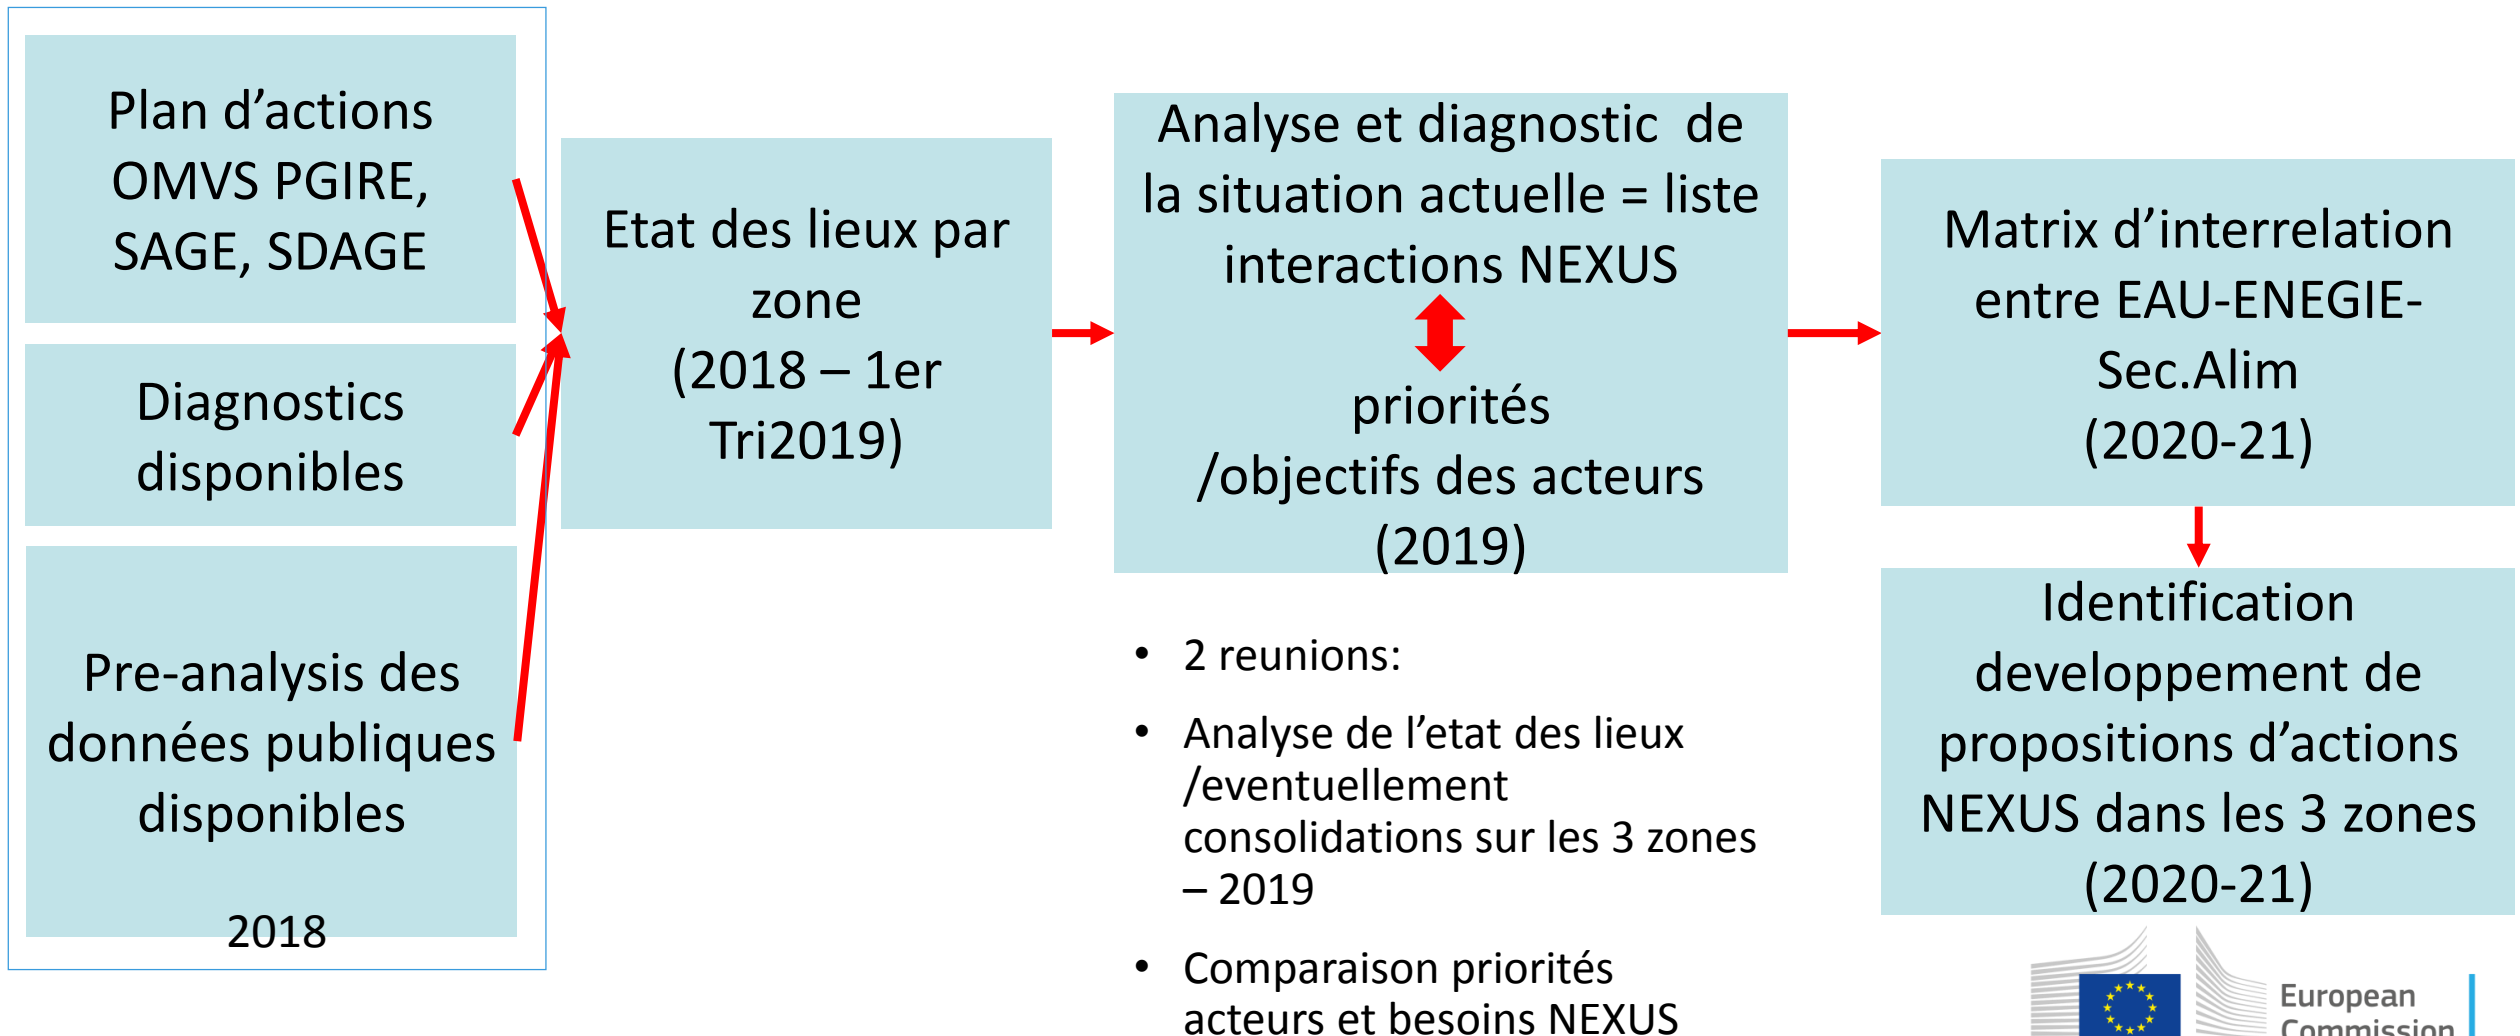 Plan d’actions
OMVS PGIRE,
SAGE, SDAGE
Diagnostics
disponibles
Pre-analysis des
données publiques
disponibles
2018
Etat des lieux par
zone
(2018 – 1er
Tri2019)
Analyse et diagnostic  de
la situation actuelle = liste
interactions NEXUS
priorités
/objectifs des acteurs
(2019)
• 2 reunions:
• Analyse de l’etat des lieux
/eventuellement
consolidations sur les 3 zones
– 2019
• Comparaison priorités
acteurs et besoins NEXUS
Matrix d’interrelation
entre EAU-ENEGIE-
Sec.Alim
(2020-21)
Identification
developpement de
propositions d’actions
NEXUS dans les 3 zones
(2020-21)
European
Commission